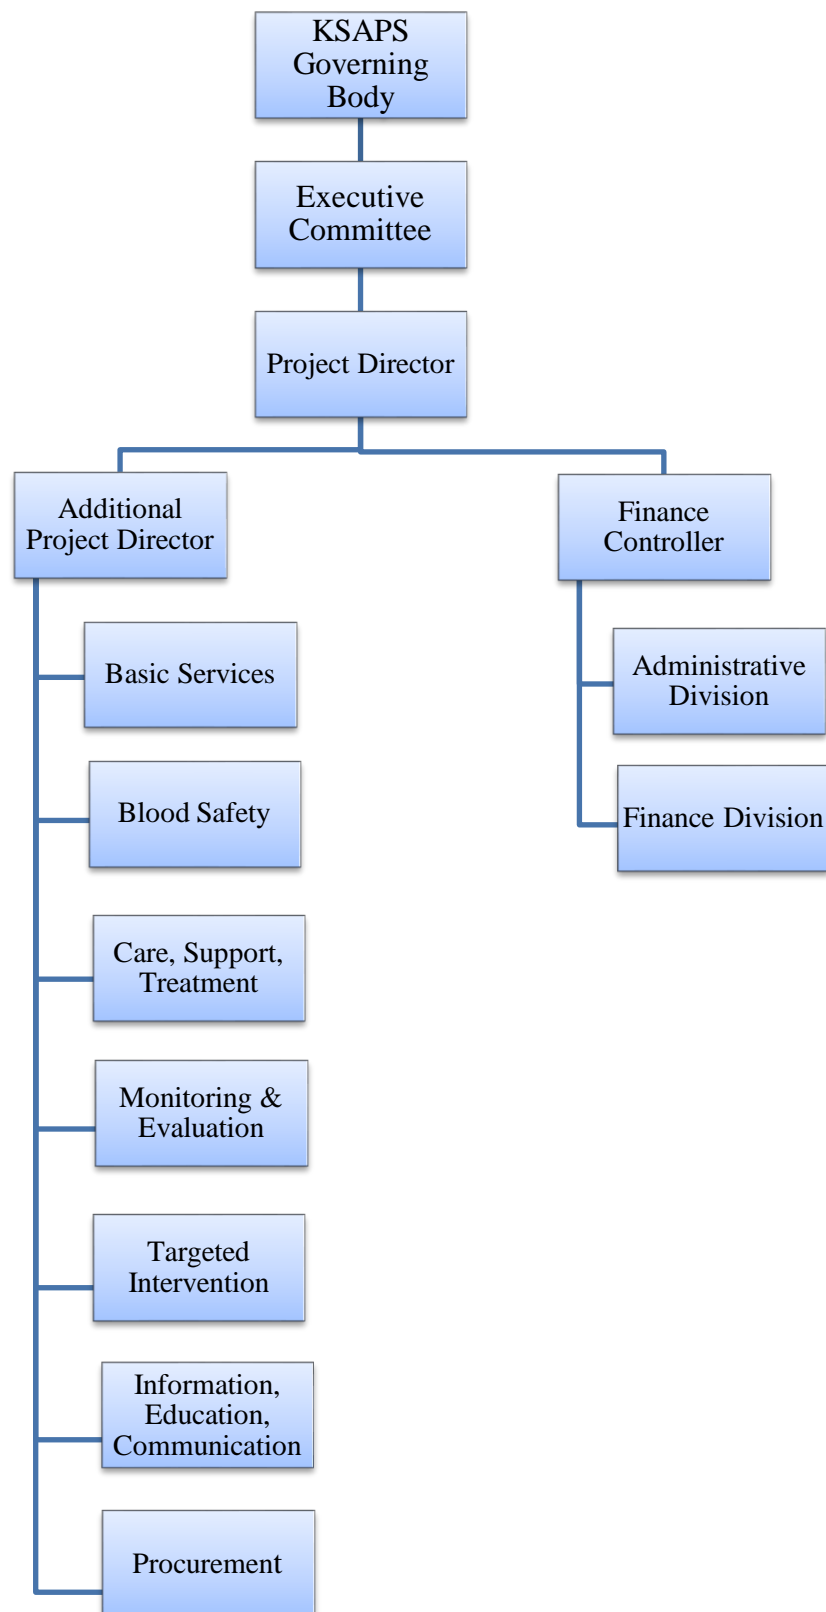 KSAPS
Governing
Body
Executive
Committee
Project Director
Additional
Project Director
Finance
Controller
Basic Services
Administrative
Division
Blood Safety
Finance Division
Care, Support,
Treatment
Monitoring &
Evaluation
Targeted
Intervention
Information,
Education,
Communication
Procurement